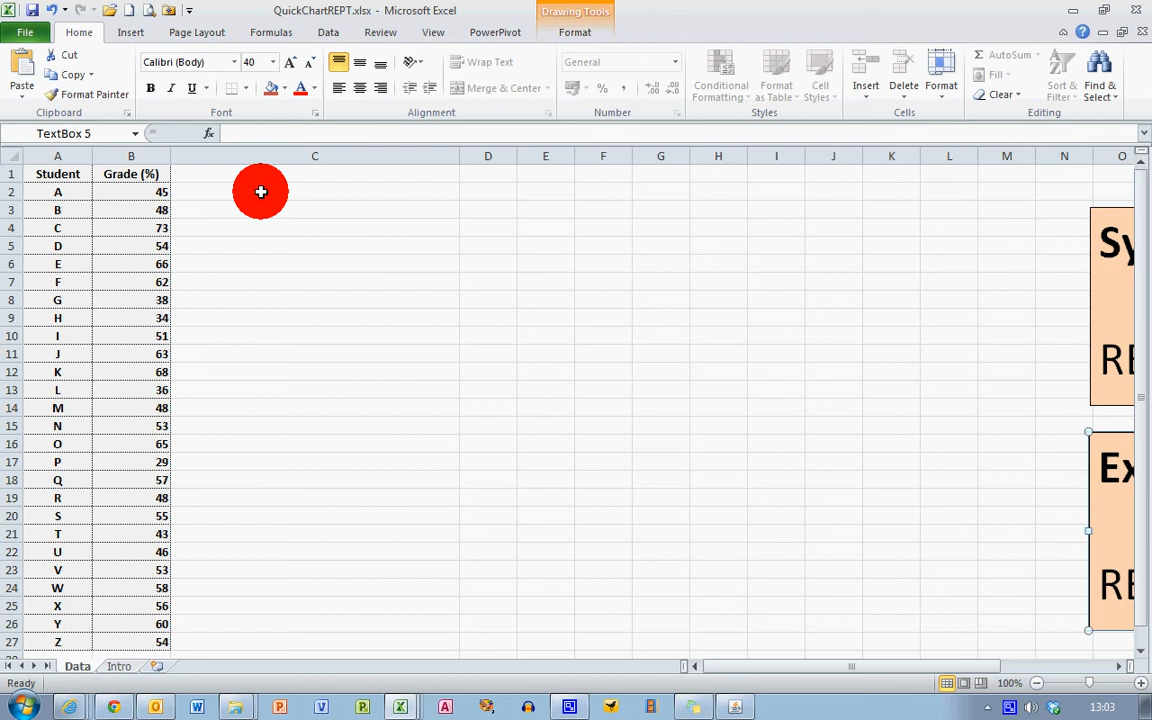 QuickChartREPT.xlsx - Microsoft Excel
Drawing Tools
File Home Insert Page Layout Formulas Data Review View PowerPivot Format
Paste
Cut
Copy
Format Painter
Clipboard
Calibri (Body) 40
B I U
Font
Wrap Text
Merge & Center
Alignment
General
Number
Conditional Formatting
Format as Table
Cell Styles
Styles
Insert Delete Format
Cells
AutoSum
Fill
Clear
Sort & Filter
Find & Select
Editing
TextBox 5
fx
A B C D E F G H I J K L M N O
1 Student Grade (%)
2 A 45
3 B 48
4 C 73
5 D 54
6 E 66
7 F 62
8 G 38
9 H 34
10 I 51
11 J 63
12 K 68
13 L 36
14 M 48
15 N 53
16 O 65
17 P 29
18 Q 57
19 R 48
20 S 55
21 T 43
22 U 46
23 V 53
24 W 58
25 X 56
26 Y 60
27 Z 54
Sy
RE
Ex
RE
Data Intro
Ready
100%
13:03